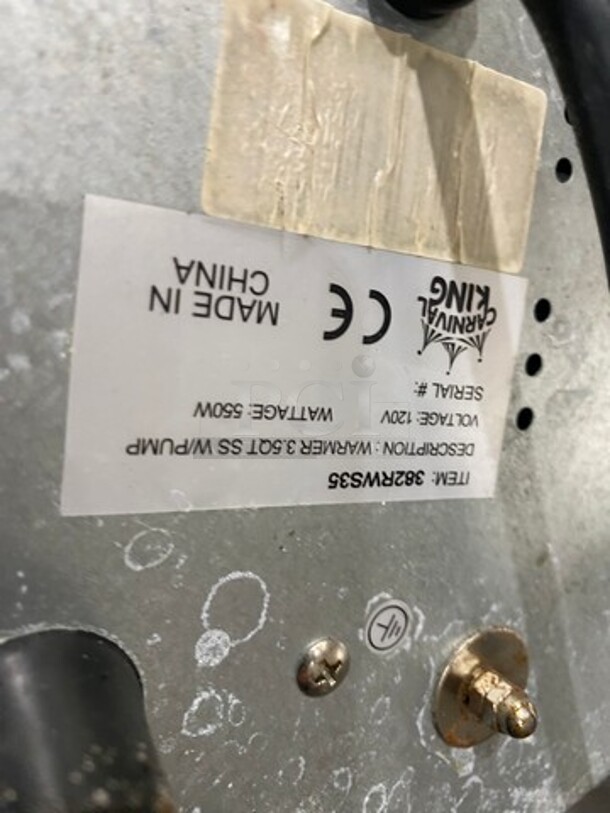 ITEM: 382RWS35
DESCRIPTION : WARMER 3.5QT SS W/PUMP
VOLTAGE: 120V WATTAGE: 550W
SERIAL #:
CARNIVAL
KING
CE
MADE IN
CHINA